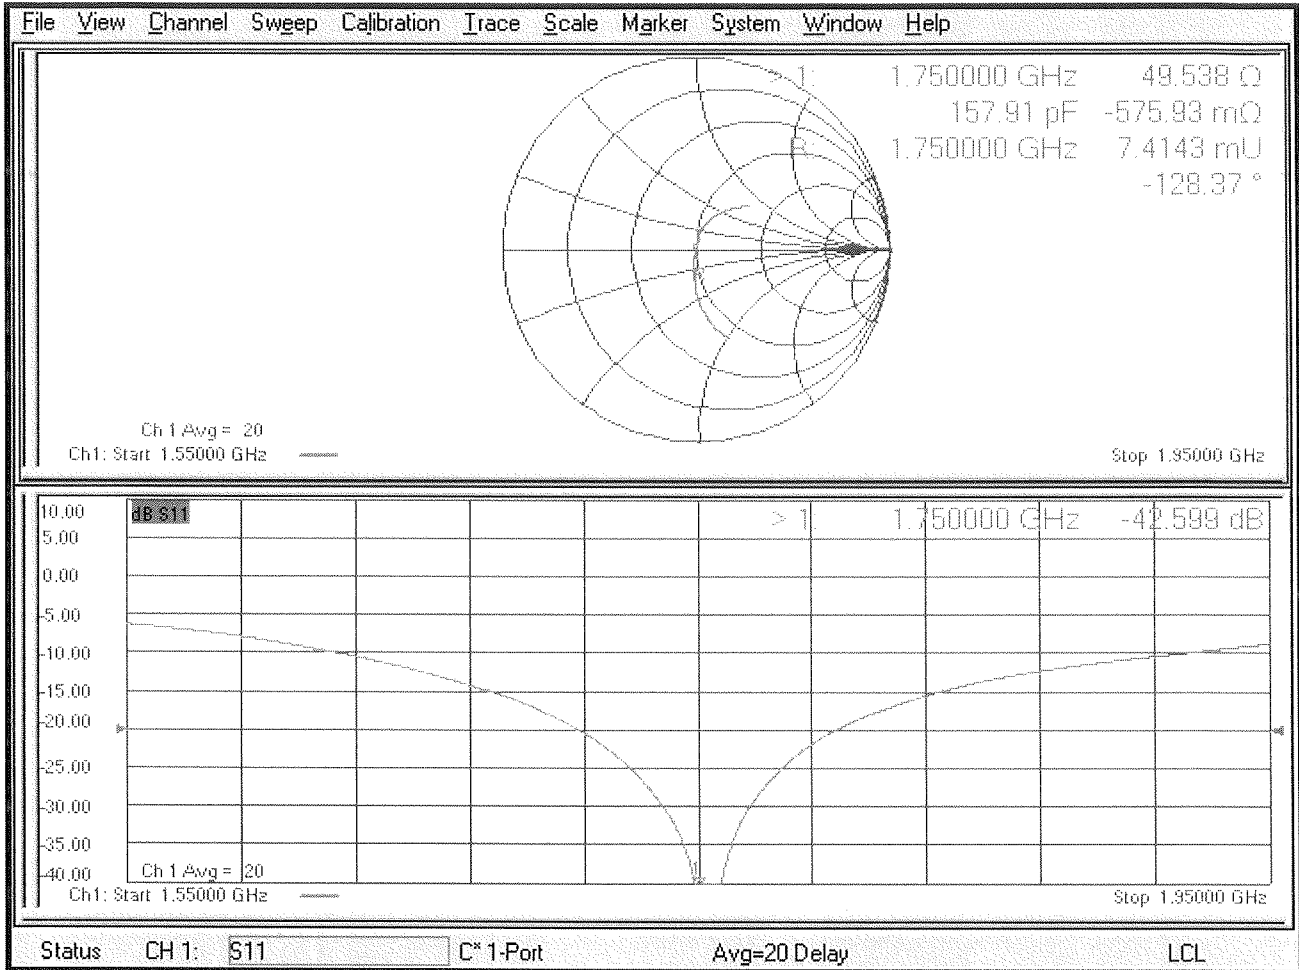 File View Channel Sweep Calibration Trace Scale Marker System Window Help
> 1: 1.750000 GHz 49.538 Ω
157.91 pF -575.93 mΩ
R: 1.750000 GHz 7.4143 mU
-128.37 °
Ch 1 Avg = 20
Ch1: Start 1.55000 GHz
Stop 1.95000 GHz
10.00 dB S11 > 1: 1.750000 GHz -42.599 dB
5.00
0.00
-5.00
-10.00
-15.00
-20.00
-25.00
-30.00
-35.00
-40.00 Ch 1 Avg = 20 1
Ch1: Start 1.55000 GHz
Stop 1.95000 GHz
Status CH 1: S11 C* 1-Port Avg=20 Delay LCL